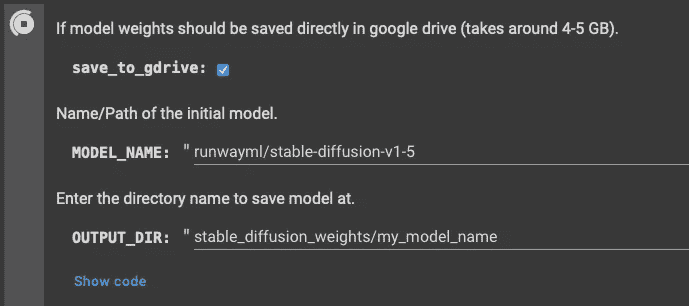 If model weights should be saved directly in google drive (takes around 4-5 GB).
save_to_gdrive:
Name/Path of the initial model.
MODEL_NAME: " runwayml/stable-diffusion-v1-5
Enter the directory name to save model at.
OUTPUT_DIR: " stable_diffusion_weights/my_model_name
Show code